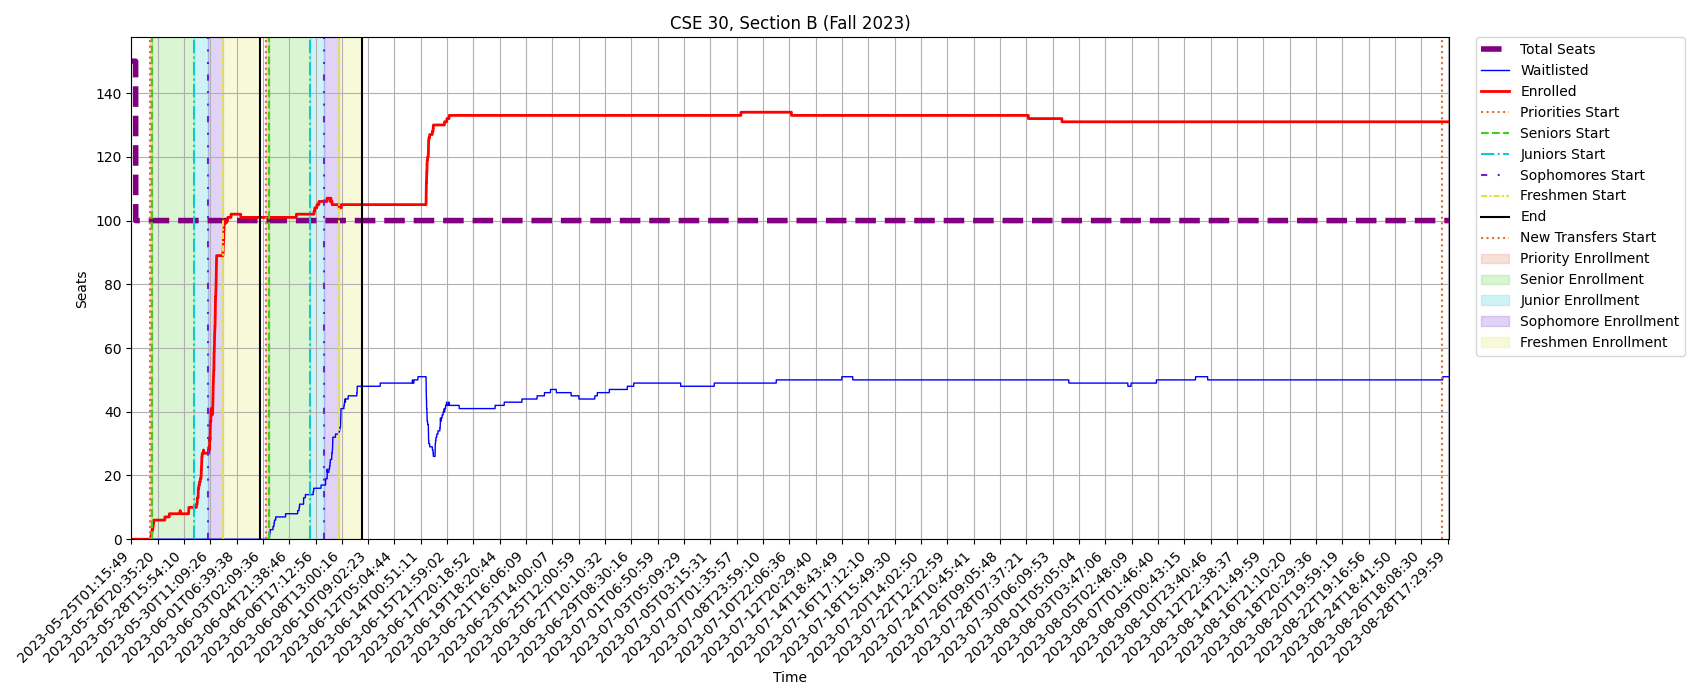 CSE 30, Section B (Fall 2023)
Seats
140
120
100
80
60
40
20
0
2023-05-25T01:15:49
2023-05-26T20:35:20
2023-05-28T15:54:10
2023-05-30T11:09:26
2023-06-01T06:39:38
2023-06-03T02:09:36
2023-06-04T21:38:46
2023-06-06T17:12:56
2023-06-08T13:00:16
2023-06-10T09:02:23
2023-06-12T05:04:44
2023-06-14T00:51:11
2023-06-15T21:59:02
2023-06-17T20:18:52
2023-06-19T18:20:44
2023-06-21T16:06:09
2023-06-23T14:00:07
2023-06-25T12:00:59
2023-06-27T10:10:32
2023-06-29T08:30:16
2023-07-01T06:50:59
2023-07-03T05:09:29
2023-07-05T03:15:31
2023-07-07T01:35:57
2023-07-08T23:59:10
2023-07-10T22:06:36
2023-07-12T20:29:40
2023-07-14T18:43:49
2023-07-16T17:12:10
2023-07-18T15:49:30
2023-07-20T14:02:50
2023-07-22T12:22:59
2023-07-24T10:45:41
2023-07-26T09:05:48
2023-07-28T07:37:21
2023-07-30T06:09:53
2023-08-01T05:05:04
2023-08-03T03:47:06
2023-08-05T02:48:09
2023-08-07T01:46:40
2023-08-09T00:43:15
2023-08-10T23:40:46
2023-08-12T22:38:37
2023-08-14T21:49:59
2023-08-16T21:10:20
2023-08-18T20:29:36
2023-08-20T19:59:19
2023-08-22T19:16:56
2023-08-24T18:41:50
2023-08-26T18:08:30
2023-08-28T17:29:59
Time
Total Seats
Waitlisted
Enrolled
Priorities Start
Seniors Start
Juniors Start
Sophomores Start
Freshmen Start
End
New Transfers Start
Priority Enrollment
Senior Enrollment
Junior Enrollment
Sophomore Enrollment
Freshmen Enrollment